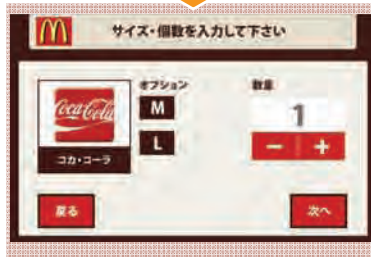 サイズ・個数を入力して下さい
オプション
数量
Coca-Cola
M
1
L
− +
コカ・コーラ
戻る
次へ